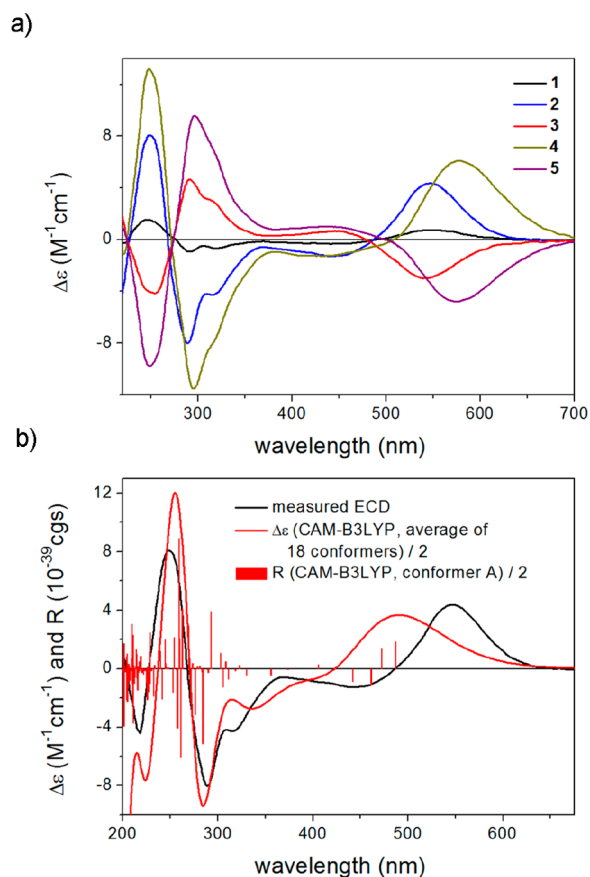 a)
1
2
3
4
5
8
0
-8
Δε (M⁻¹cm⁻¹)
300 400 500 600 700
wavelength (nm)
b)
12
8
4
0
-4
-8
Δε (M⁻¹cm⁻¹) and R (10⁻³⁹cgs)
measured ECD
Δε (CAM-B3LYP, average of
18 conformers) / 2
R (CAM-B3LYP, conformer A) / 2
200 300 400 500 600
wavelength (nm)